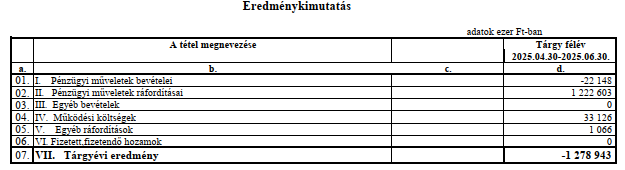 Eredménykimutatás
adatok ezer Ft-ban
A tétel megnevezése Tárgy félév
2025.04.30-2025.06.30.
a. b. c. d.
01. I. Pénzügyi műveletek bevételei -22 148
02. II. Pénzügyi műveletek ráfordításai 1 222 603
03. III. Egyéb bevételek 0
04. IV. Működési költségek 33 126
05. V. Egyéb ráfordítások 1 066
06. VI. Fizetett,fizetendő hozamok 0
07. VII. Tárgyévi eredmény -1 278 943